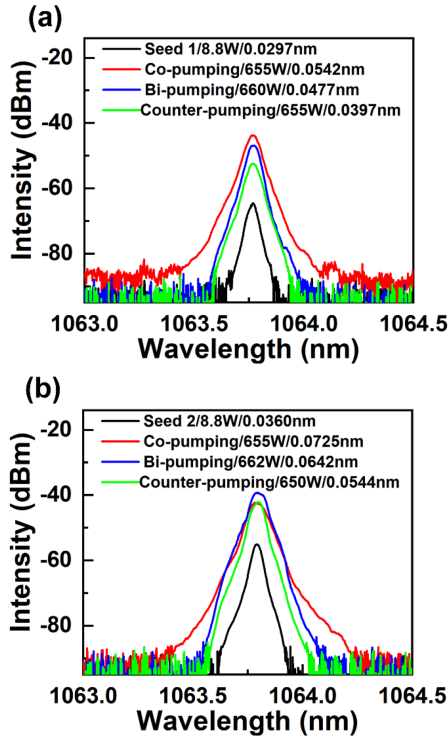 (a)
Intensity (dBm)
-20
-40
-60
-80
Seed 1/8.8W/0.0297nm
Co-pumping/655W/0.0542nm
Bi-pumping/660W/0.0477nm
Counter-pumping/655W/0.0397nm
1063.0 1063.5 1064.0 1064.5
Wavelength (nm)
(b)
Intensity (dBm)
-20
-40
-60
-80
Seed 2/8.8W/0.0360nm
Co-pumping/655W/0.0725nm
Bi-pumping/662W/0.0642nm
Counter-pumping/650W/0.0544nm
1063.0 1063.5 1064.0 1064.5
Wavelength (nm)